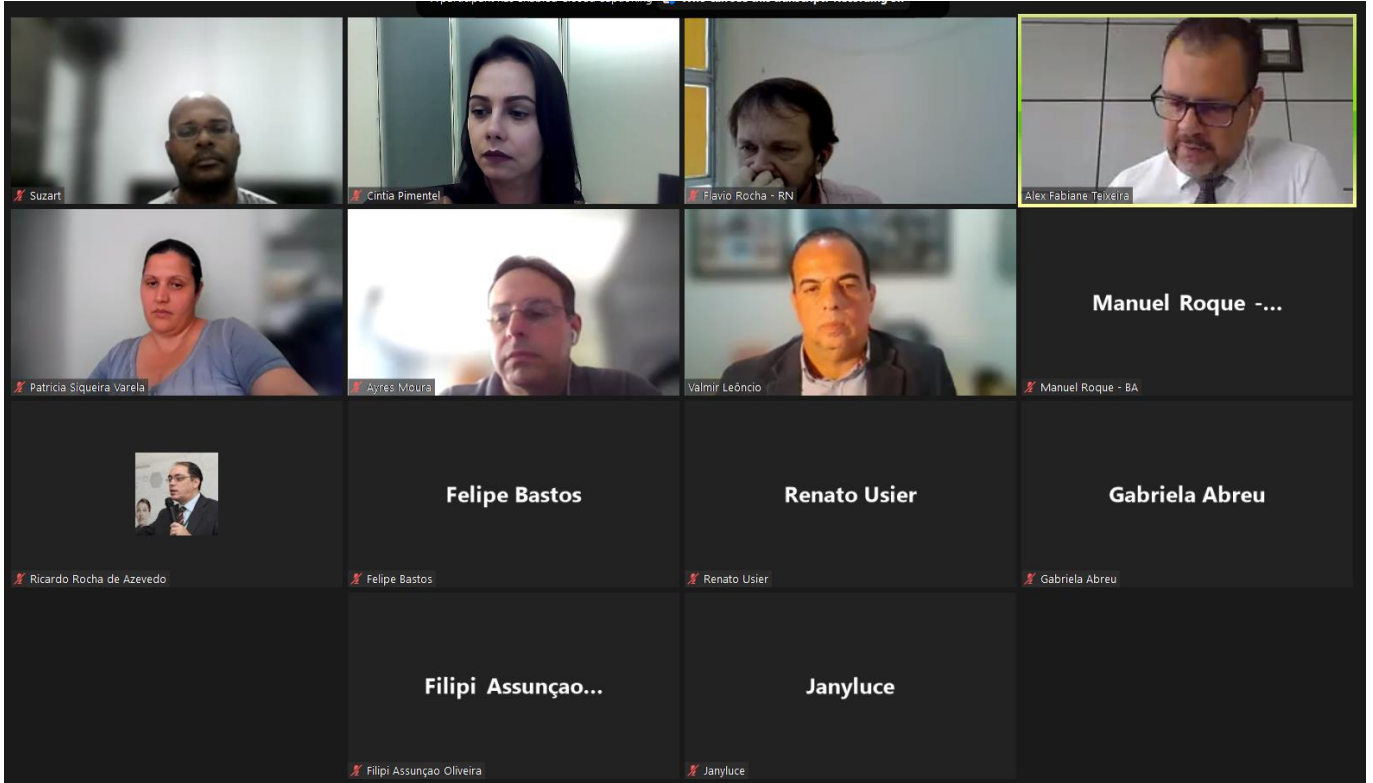 Suzart
Cintia Pimentel
Flavio Rocha - RN
Alex Fabiane Teixeira
Patricia Siqueira Varela
Ayres Moura
Valmir Leôncio
Manuel Roque -...
Manuel Roque - BA
Ricardo Rocha de Azevedo
Felipe Bastos
Felipe Bastos
Renato Usier
Renato Usier
Gabriela Abreu
Gabriela Abreu
Filipi Assunçao...
Filipi Assunçao Oliveira
Janyluce
Janyluce